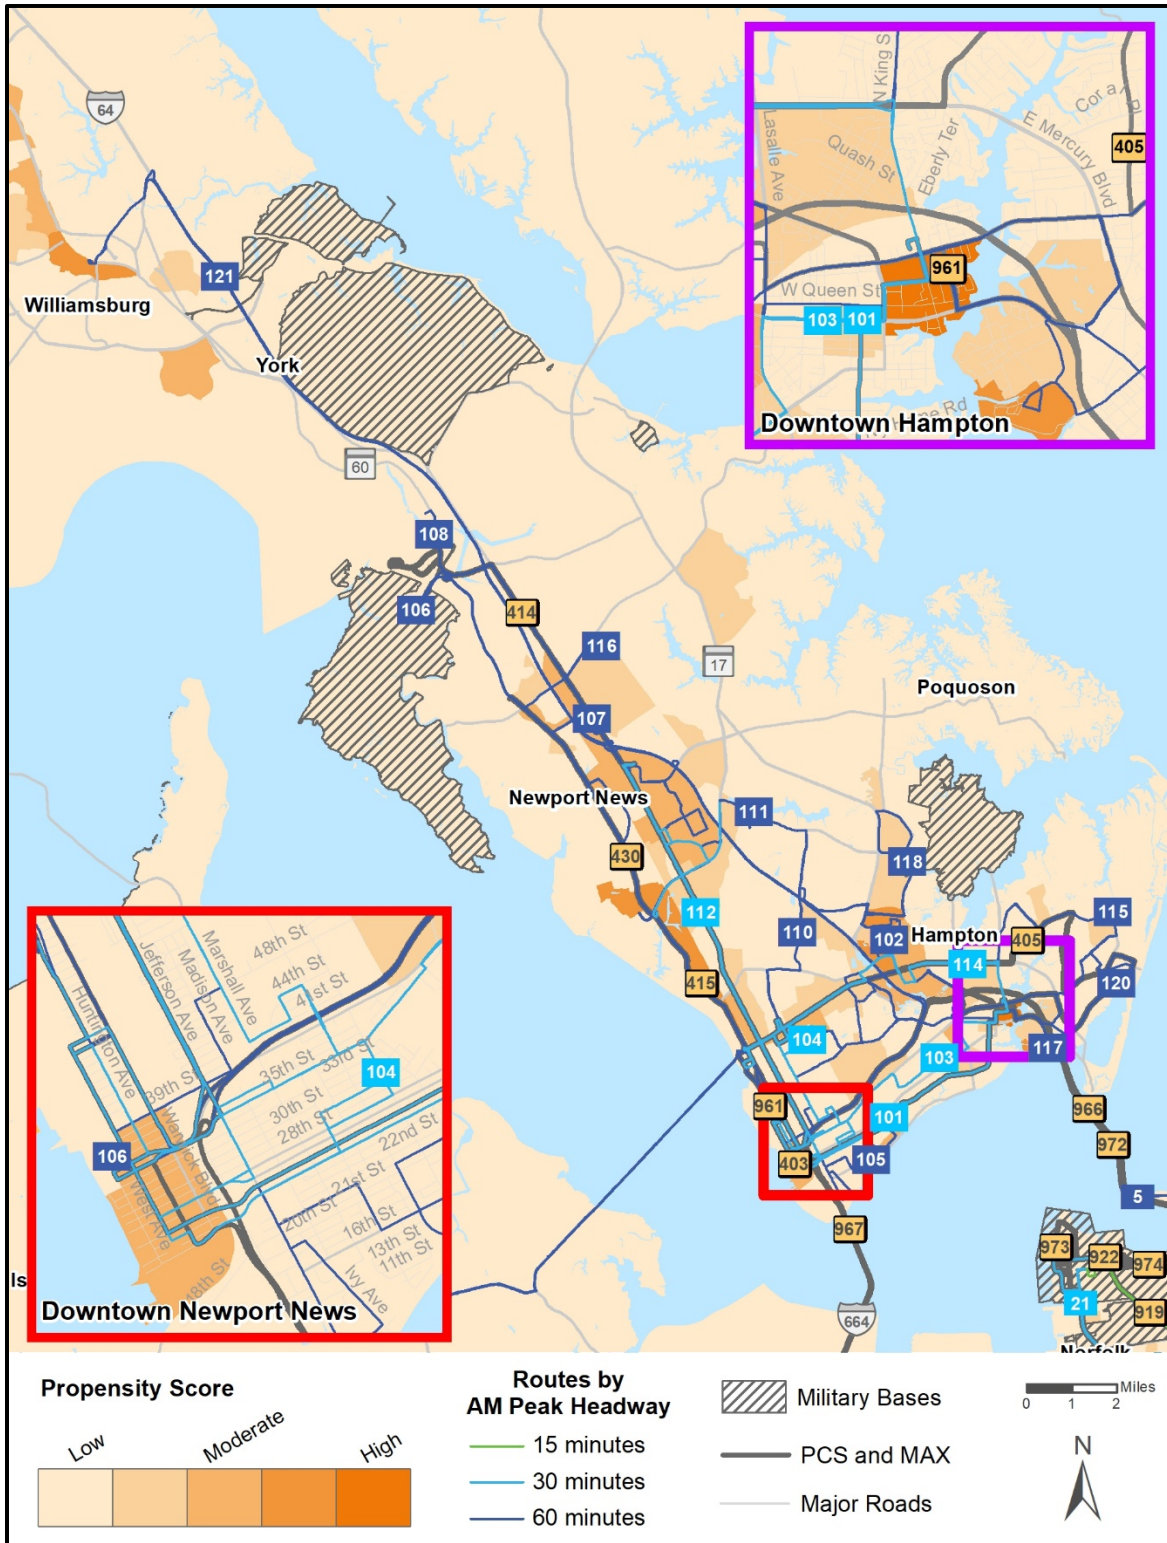 64
121
Williamsburg
York
60
108
106
414
116
107
17
Poquoson
Newport News
111
430
118
112
110
102
Hampton
405
115
114
120
415
104
103
117
961
101
966
403
105
972
967
5
973
922
974
21
919
664
Norfolk
Is
N King S
Lasalle Ave
Quash St
Eberly Ter
Cora Pl
E Mercury Blvd
405
961
W Queen St
103
101
Rd
Downtown Hampton
Marshall Ave
48th St
Jefferson Ave
Madison Ave
44th St
41st St
Huntington Ave
35th St
33rd St
104
39th St
30th St
28th St
106
Warwick Blvd
22nd St
21st St
West Ave
20th St
16th St
13th St
11th St
48th St
Ivy Ave
Downtown Newport News
Propensity Score
Low
Moderate
High
Routes by
AM Peak Headway
15 minutes
30 minutes
60 minutes
Military Bases
PCS and MAX
Major Roads
Miles
0 1 2
N